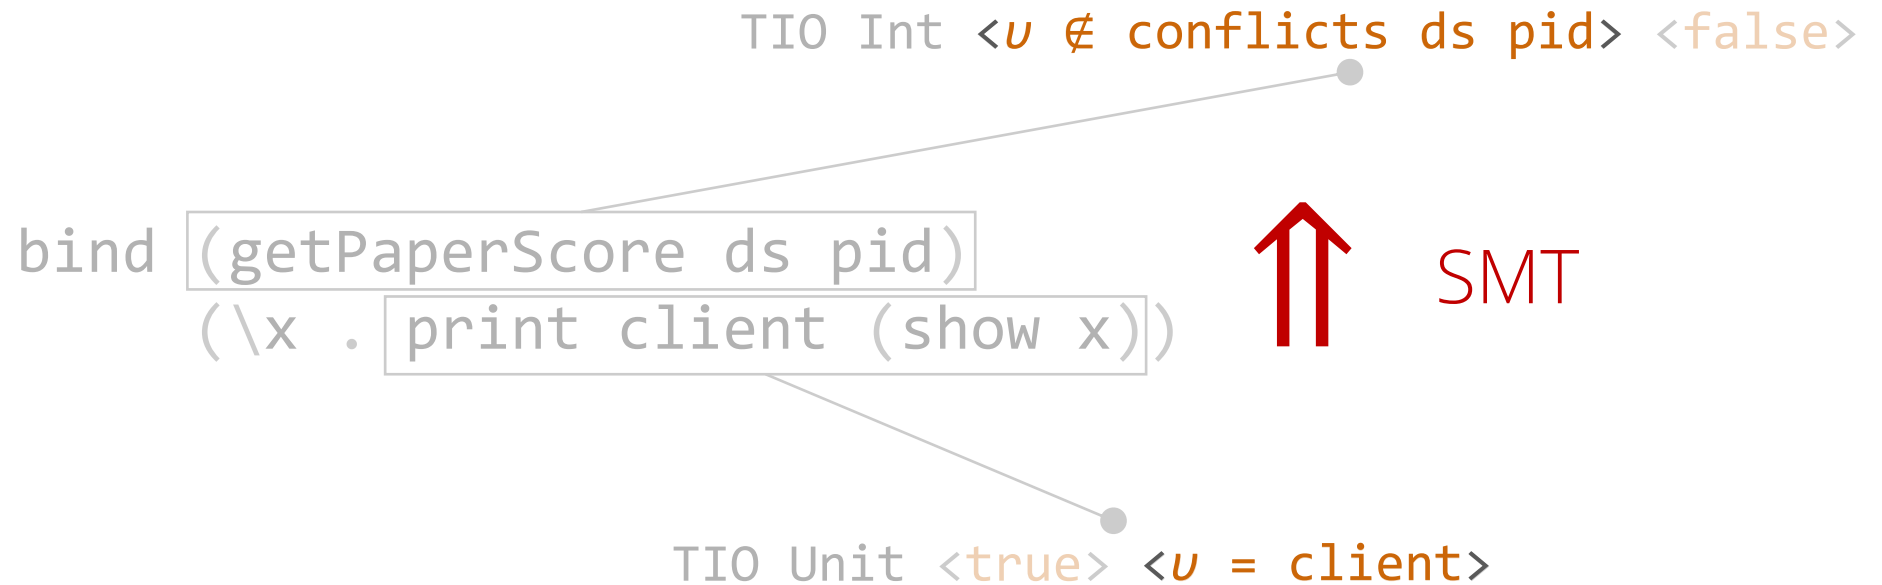 TIO Int <υ ∉ conflicts ds pid> <false>
bind (getPaperScore ds pid)
(\x . print client (show x))
⇑ SMT
TIO Unit <true> <υ = client>